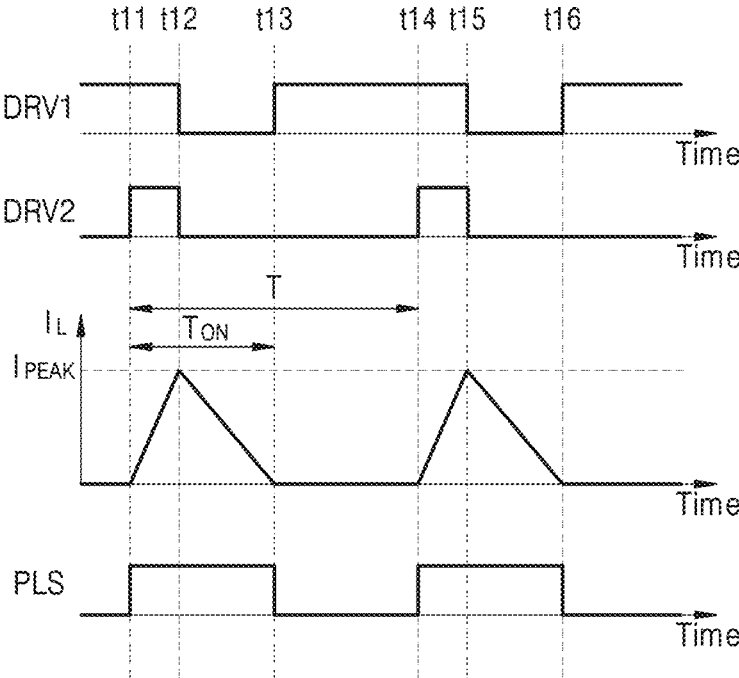 t11 t12 t13 t14 t15 t16
DRV1
Time
DRV2
Time
T
IL
TON
IPEAK
Time
PLS
Time